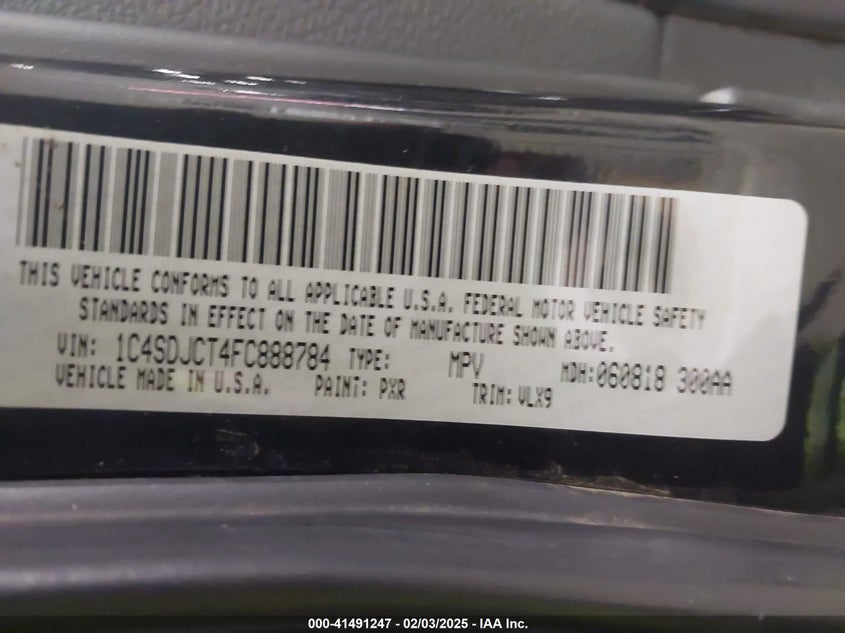 THIS VEHICLE CONFORMS TO ALL APPLICABLE U.S.A. FEDERAL MOTOR VEHICLE SAFETY
STANDARDS IN EFFECT ON THE DATE OF MANUFACTURE SHOWN ABOVE.
VIN: 1C4SDJCT4FC888784 TYPE: MPV MDH:060818 300AA
VEHICLE MADE IN U.S.A. PAINT: PXR TRIM: VLX9
000-41491247 - 02/03/2025 - IAA Inc.